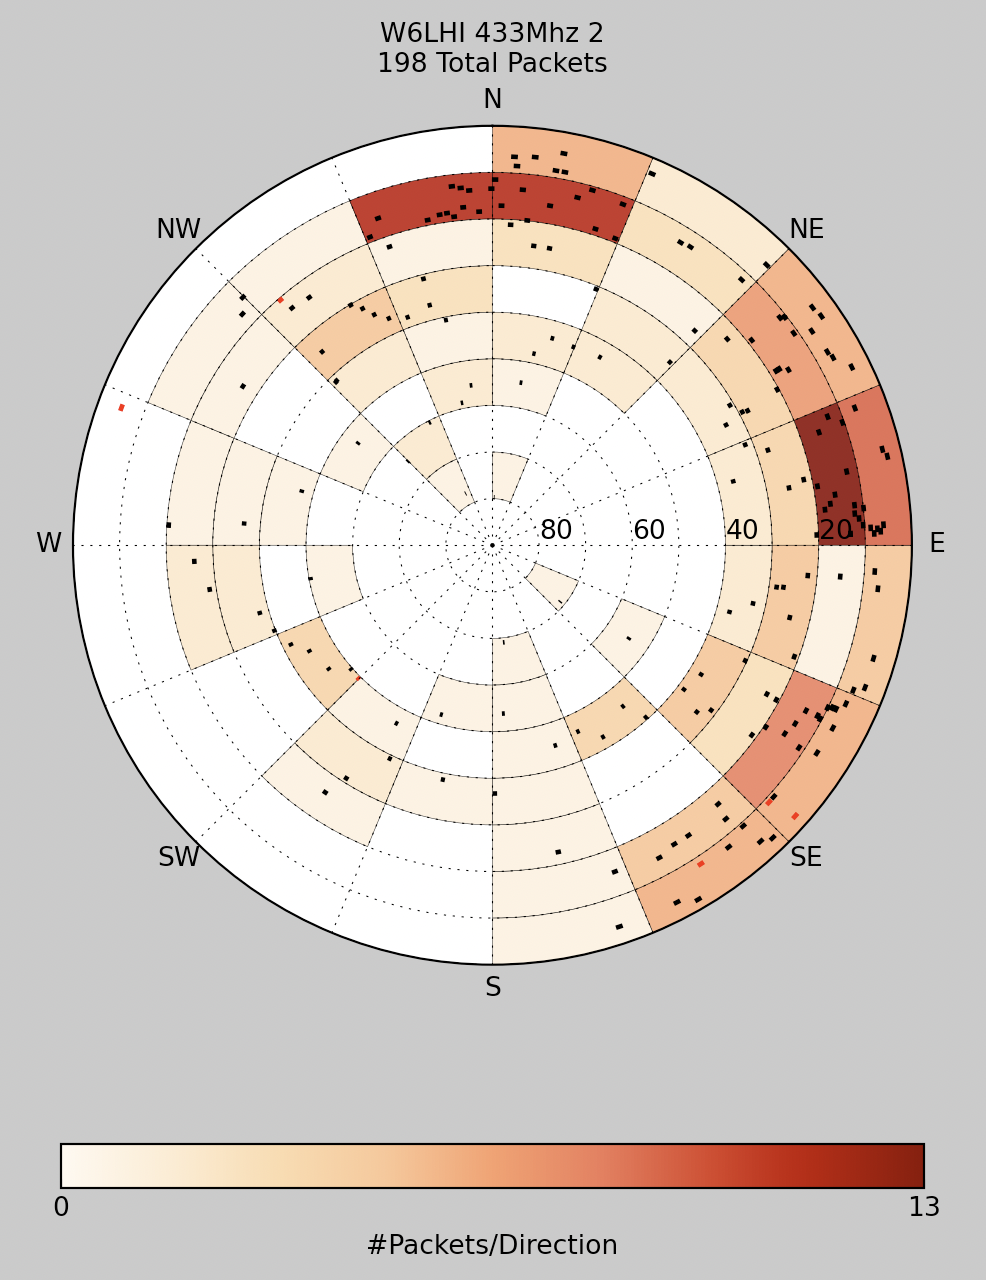 W6LHI 433Mhz 2
198 Total Packets
N
NW
NE
W
80
60
40
20
E
SW
SE
S
0
13
#Packets/Direction